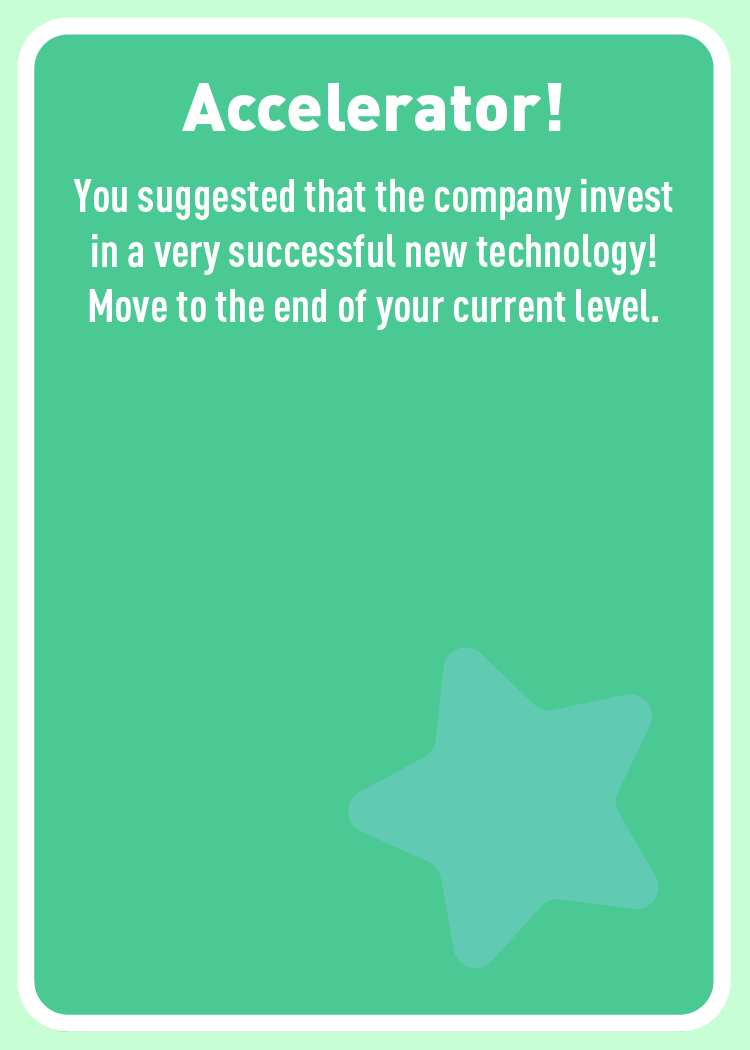 Accelerator!
You suggested that the company invest
in a very successful new technology!
Move to the end of your current level.